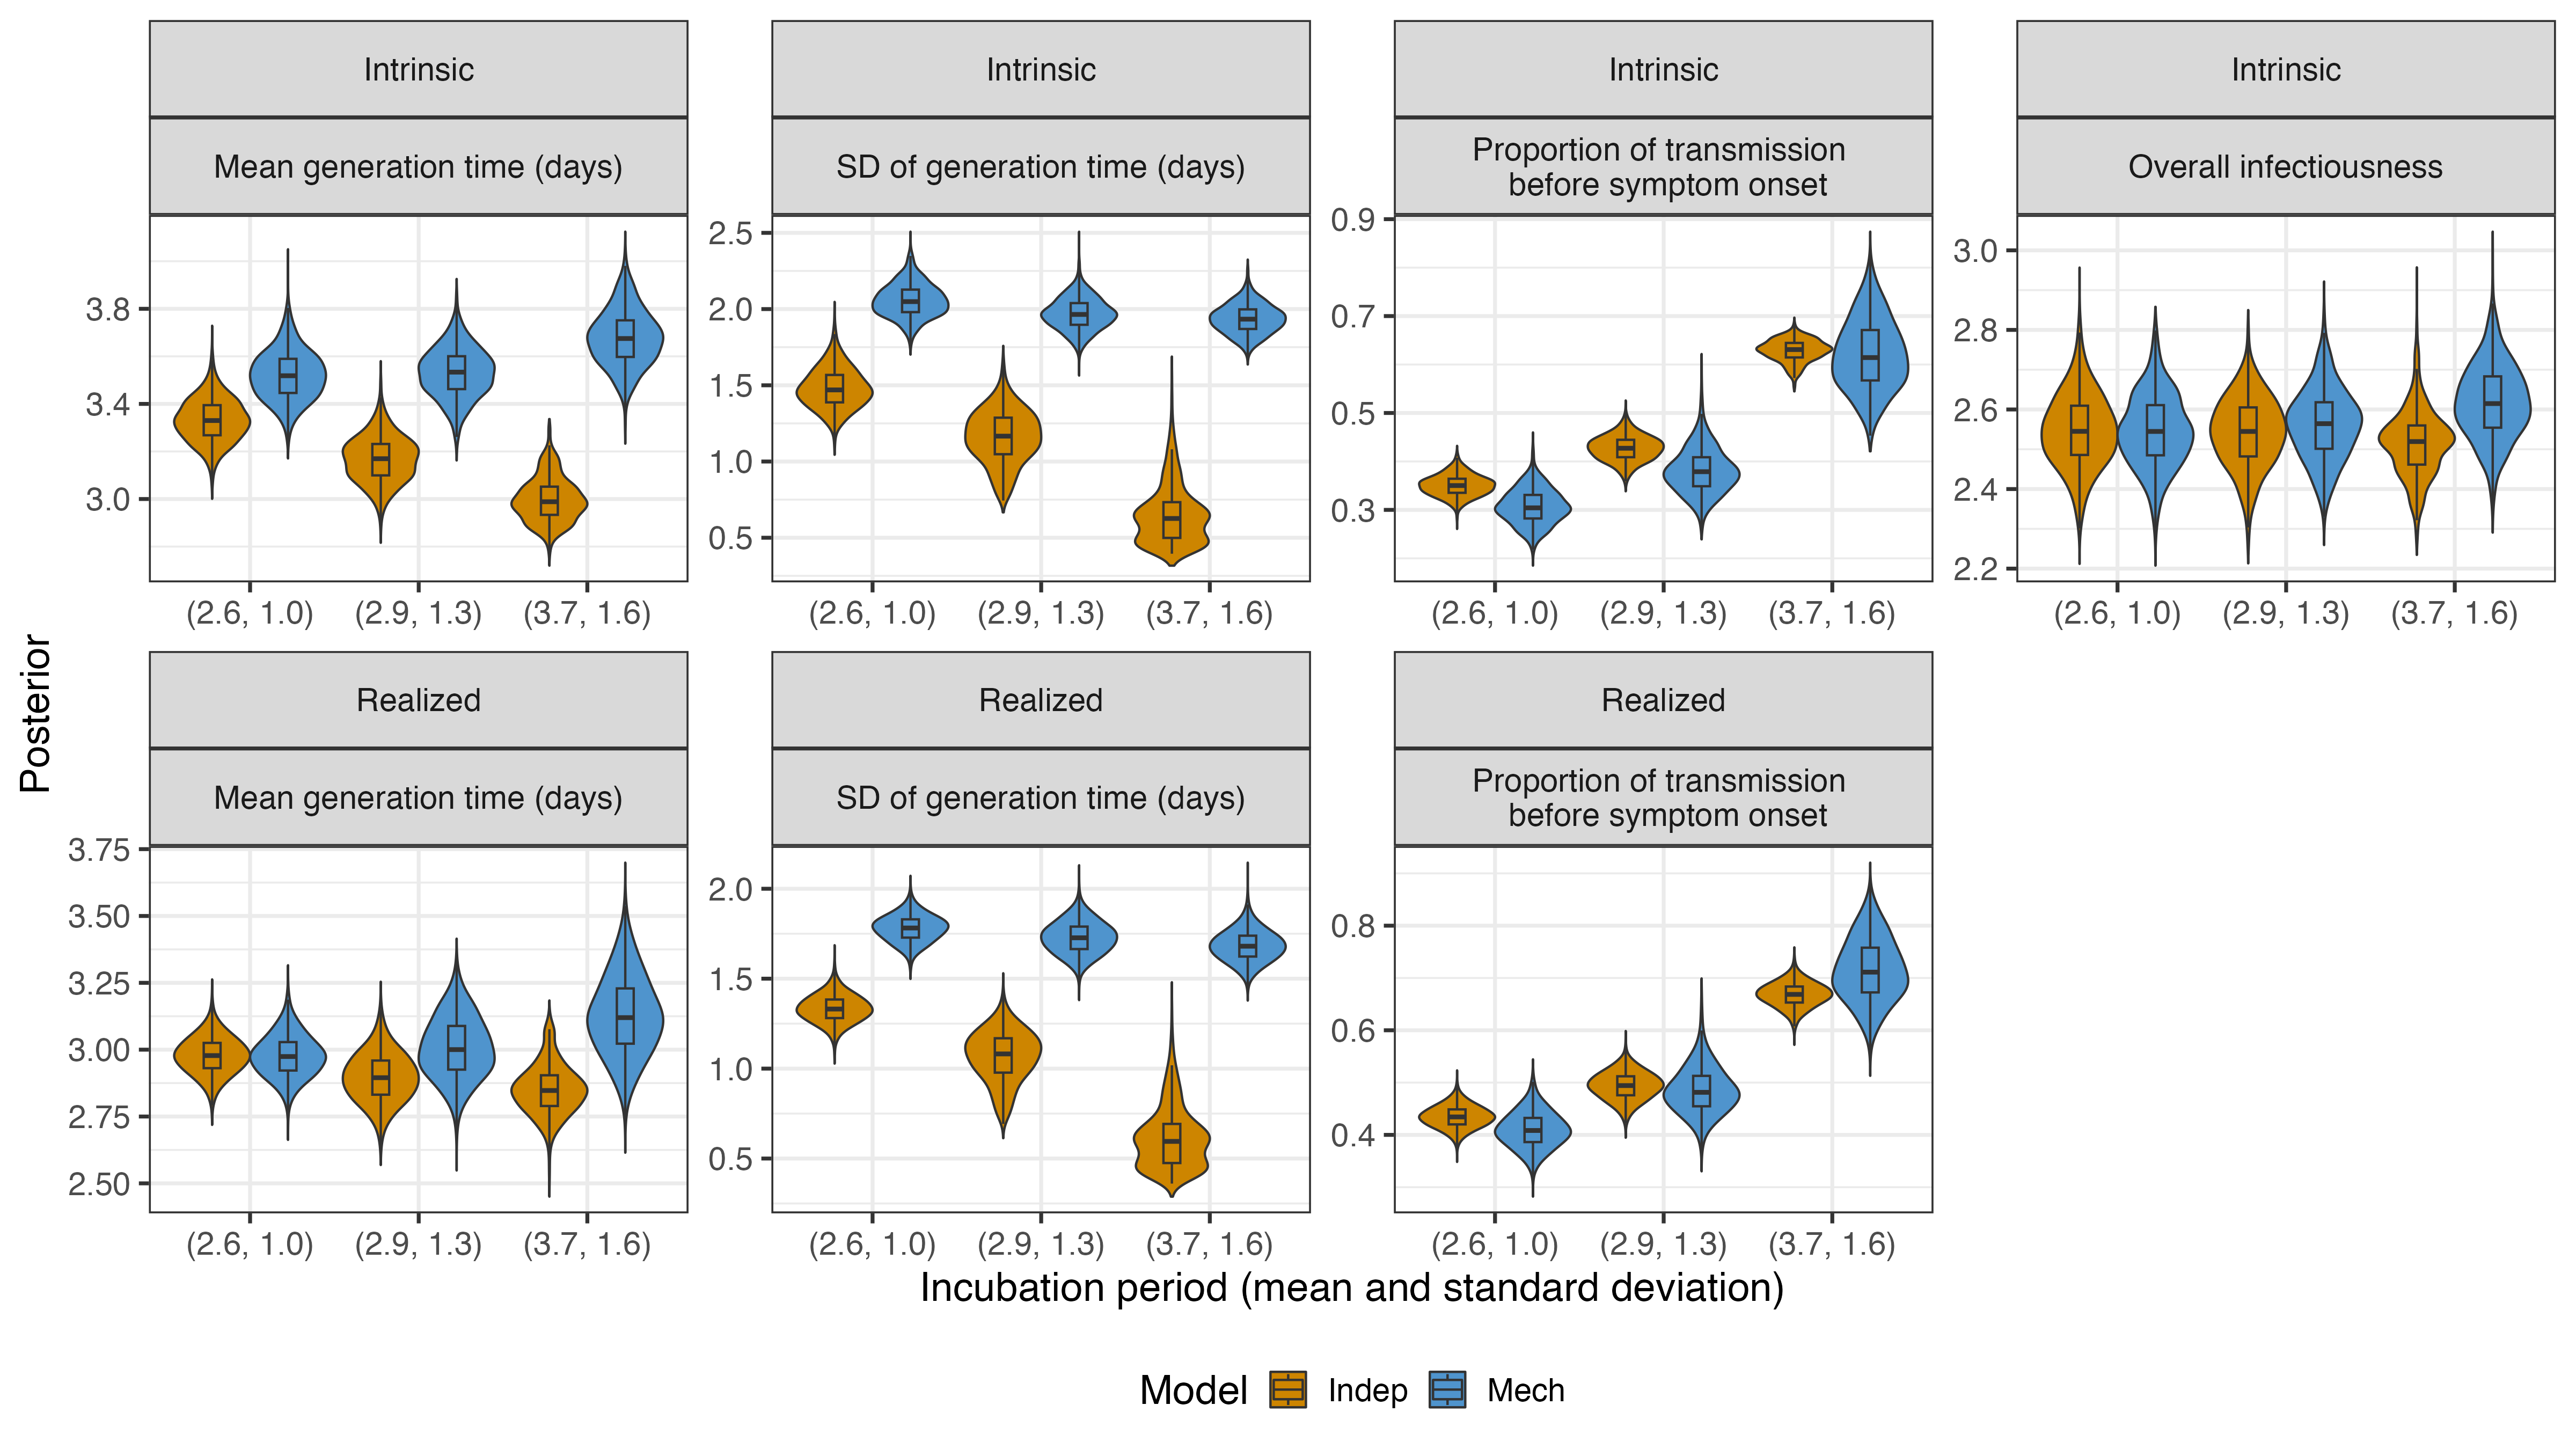 Intrinsic
Intrinsic
Intrinsic
Intrinsic
Mean generation time (days)
SD of generation time (days)
Proportion of transmission
before symptom onset
Overall infectiousness
3.8
3.4
3.0
2.5
2.0
1.5
1.0
0.5
0.9
0.7
0.5
0.3
3.0
2.8
2.6
2.4
2.2
(2.6, 1.0) (2.9, 1.3) (3.7, 1.6)
(2.6, 1.0) (2.9, 1.3) (3.7, 1.6)
(2.6, 1.0) (2.9, 1.3) (3.7, 1.6)
(2.6, 1.0) (2.9, 1.3) (3.7, 1.6)
Posterior
Realized
Realized
Realized
Mean generation time (days)
SD of generation time (days)
Proportion of transmission
before symptom onset
3.75
3.50
3.25
3.00
2.75
2.50
2.0
1.5
1.0
0.5
0.8
0.6
0.4
(2.6, 1.0) (2.9, 1.3) (3.7, 1.6)
(2.6, 1.0) (2.9, 1.3) (3.7, 1.6)
(2.6, 1.0) (2.9, 1.3) (3.7, 1.6)
Incubation period (mean and standard deviation)
Model Indep Mech